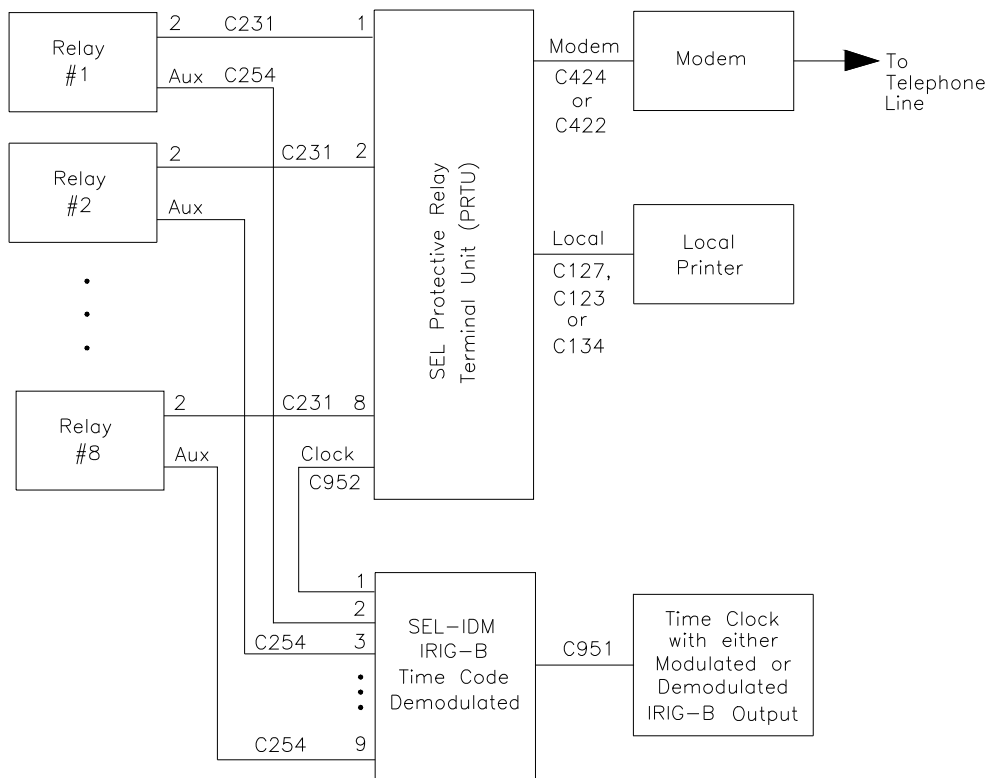 2 C231 1
Relay
#1
Aux C254
2 C231 2
Relay
#2
Aux
2 C231 8
Relay
#8
Aux
Clock
C952
SEL Protective Relay
Terminal Unit (PRTU)
Modem
C424
or
C422
Modem
To
Telephone
Line
Local
C127,
C123
or
C134
Local
Printer
1
2
C254 3
C254 9
SEL-IDM
IRIG-B
Time Code
Demodulated
C951
Time Clock
with either
Modulated or
Demodulated
IRIG-B Output